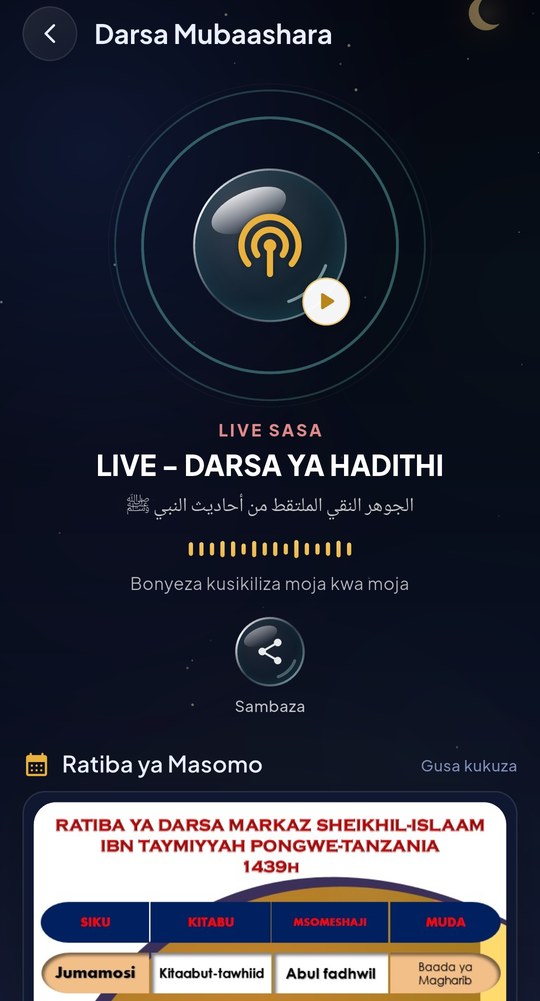 Darsa Mubaashara
LIVE SASA
LIVE – DARSA YA HADITHI
الجوهر النقي الملتقط من أحاديث النبي ﷺ
Bonyeza kusikiliza moja kwa moja
Sambaza
Ratiba ya Masomo
Gusa kukuza
RATIBA YA DARSA MARKAZ SHEIKHIL-ISLAAM
IBN TAYMIYYAH PONGWE-TANZANIA
1439H
SIKU KITABU MSOMESHAJI MUDA
Jumamosi Kitaabut-tawhiid Abul fadhwil Baada ya
Magharib